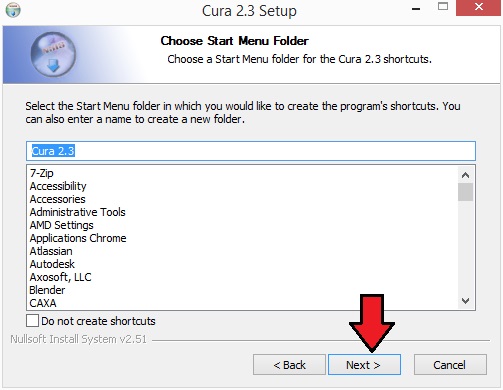 Cura 2.3 Setup
Choose Start Menu Folder
Choose a Start Menu folder for the Cura 2.3 shortcuts.
Select the Start Menu folder in which you would like to create the program's shortcuts. You
can also enter a name to create a new folder.
Cura 2.3
7-Zip
Accessibility
Accessories
Administrative Tools
AMD Settings
Applications Chrome
Atlassian
Autodesk
Axosoft, LLC
Blender
CAXA
Do not create shortcuts
Nullsoft Install System v2.51
< Back
Next >
Cancel